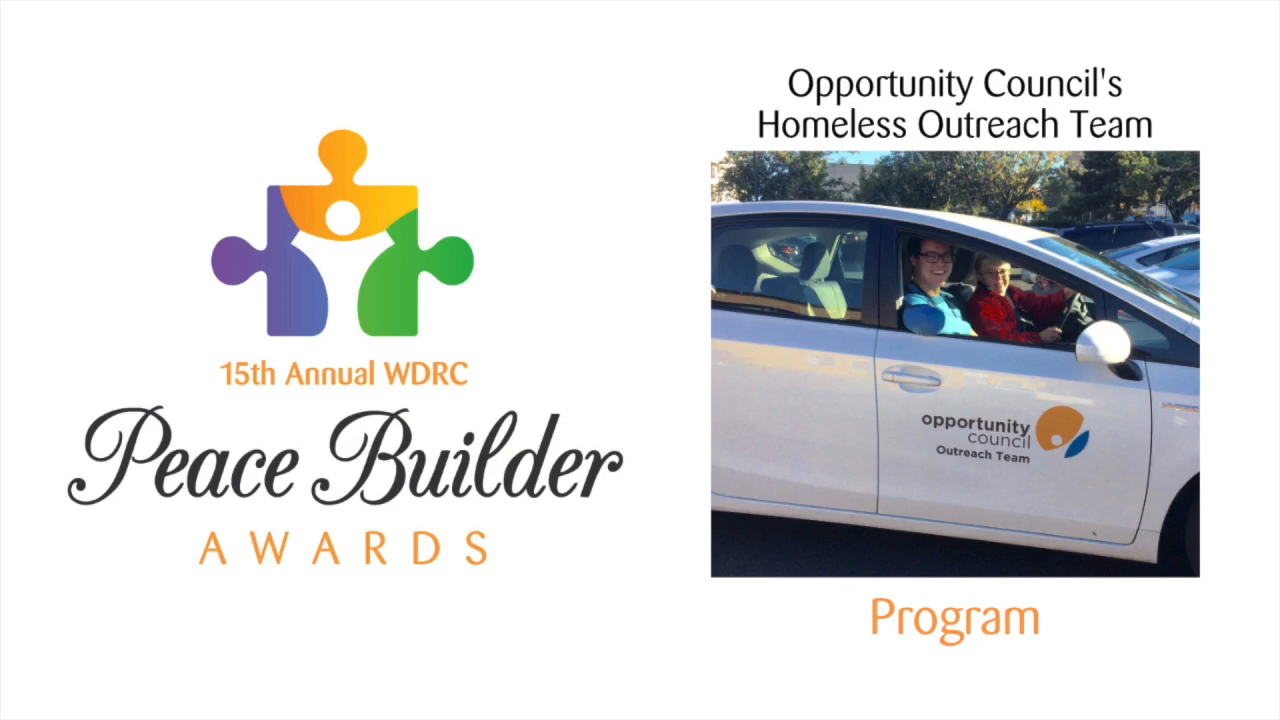 15th Annual WDRC
Peace Builder
AWARDS
Opportunity Council's
Homeless Outreach Team
opportunity
council
Outreach Team
Program